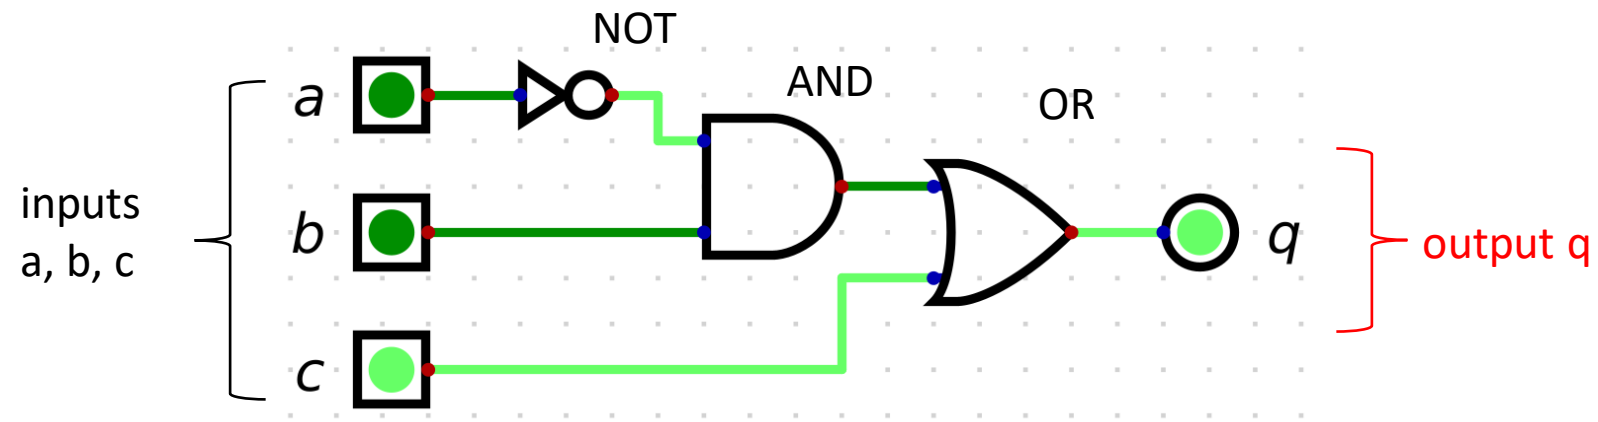 NOT
AND
OR
a
b
c
inputs
a, b, c
q
output q